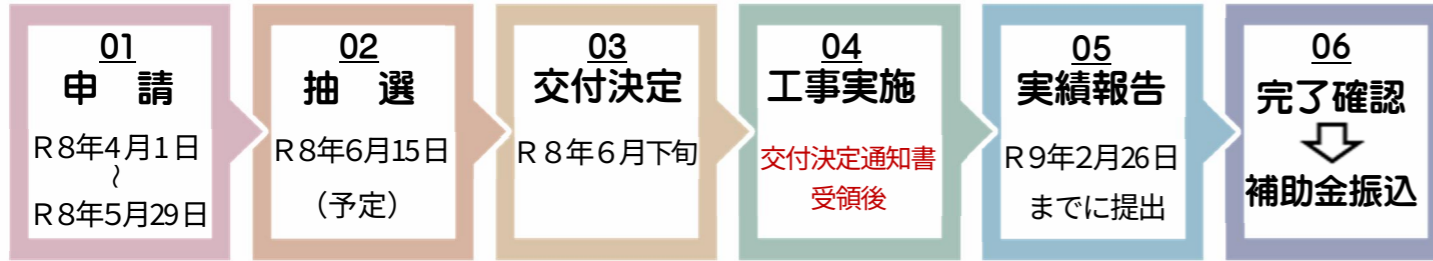 01
申　請
R8年4月1日
～
R8年5月29日
02
抽　選
R8年6月15日
（予定）
03
交付決定
R8年6月下旬
04
工事実施
交付決定通知書
受領後
05
実績報告
R9年2月26日
までに提出
06
完了確認
補助金振込